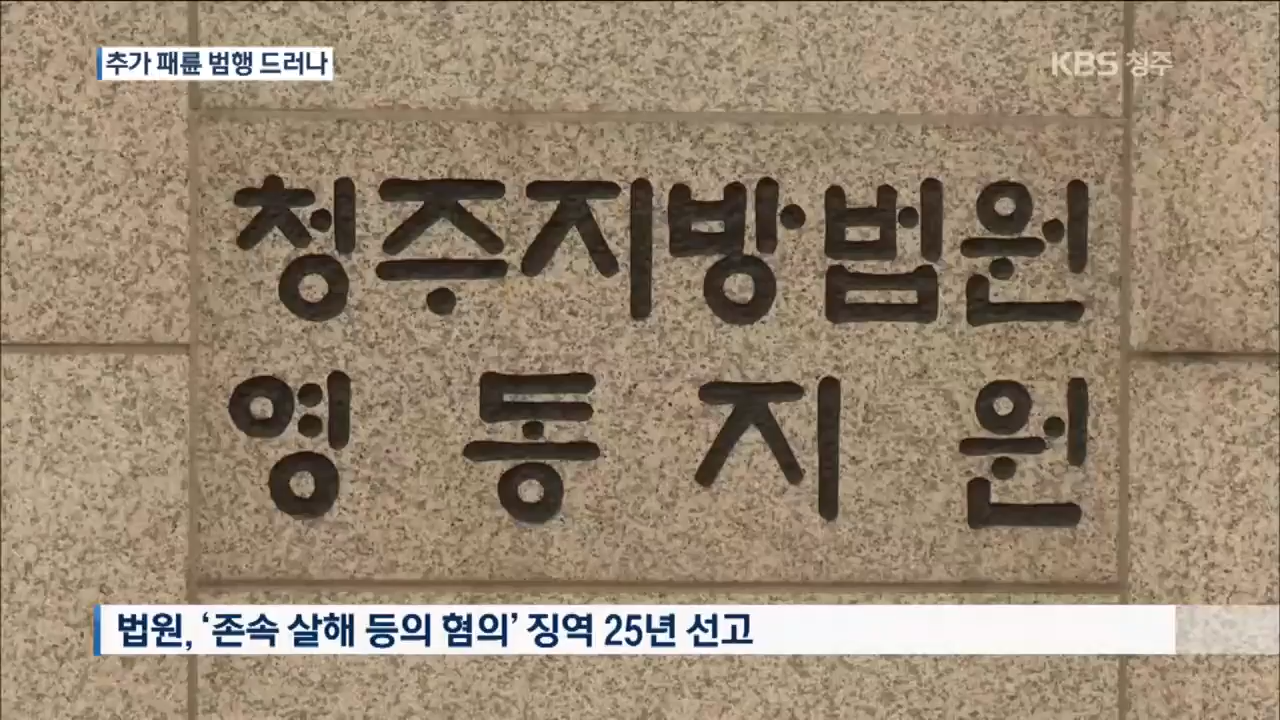 추가 패륜 범행 드러나
KBS 청주
청주지방법원
영동지원
법원, ‘존속 살해 등의 혐의’ 징역 25년 선고